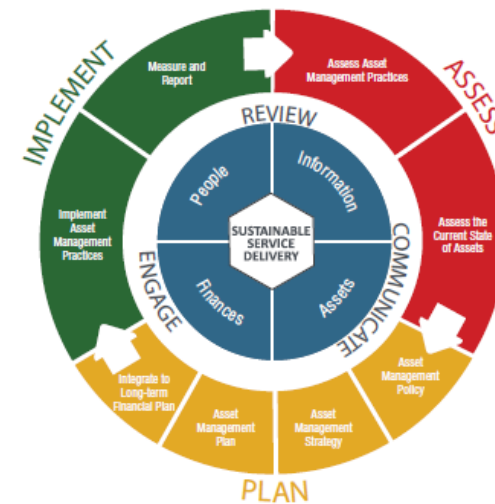 IMPLEMENT
Measure and
Report
Implement
Asset
Management
Practices
ASSESS
Assess Asset
Management Practices
Assess the
Current State
of Assets
PLAN
Asset
Management
Policy
Asset
Management
Strategy
Asset
Management
Plan
Integrate to
Long-term
Financial Plan
REVIEW
COMMUNICATE
ENGAGE
People
Information
Finances
Assets
SUSTAINABLE
SERVICE
DELIVERY